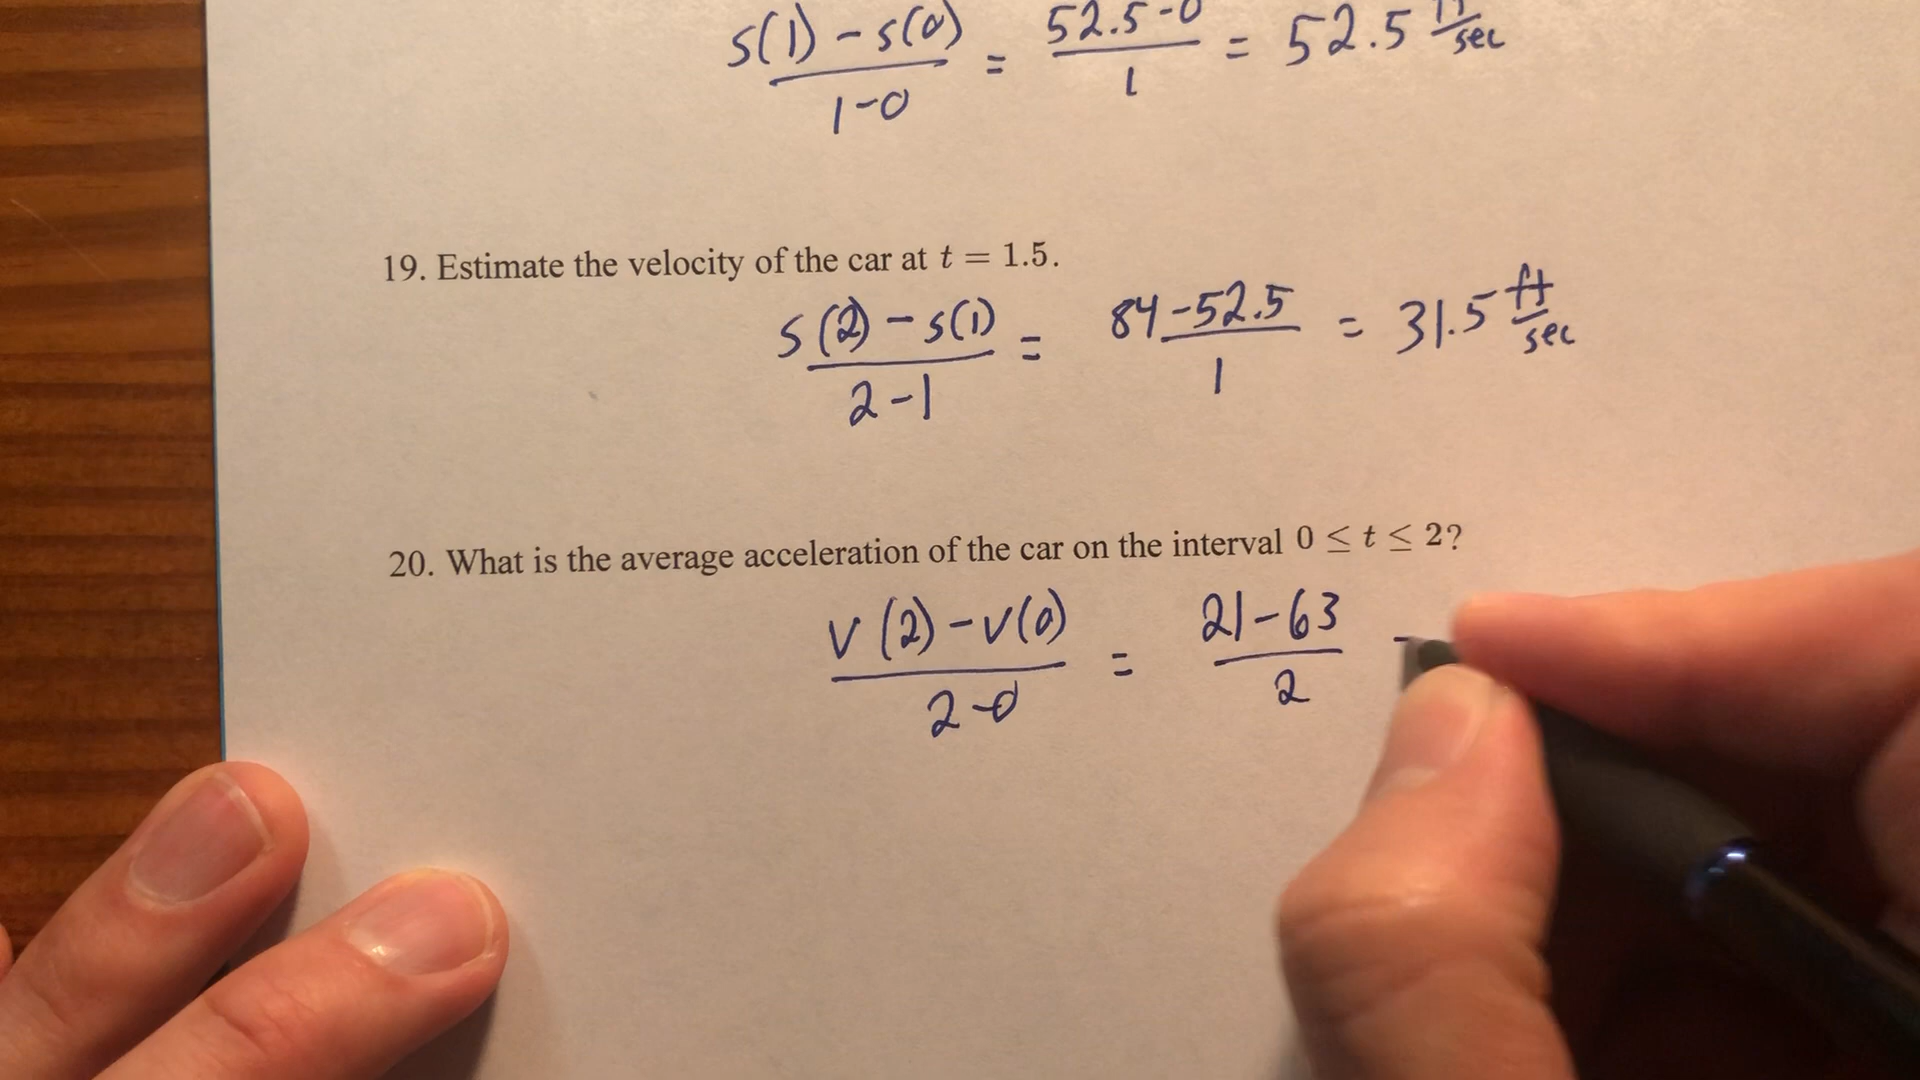 s(1) - s(0) / 1-0 = 52.5-0 / 1 = 52.5 ft/sec
19. Estimate the velocity of the car at t = 1.5.
s(2) - s(1) / 2-1 = 84-52.5 / 1 = 31.5 ft/sec
20. What is the average acceleration of the car on the interval 0 ≤ t ≤ 2?
v(2) - v(0) / 2-0 = 21-63 / 2